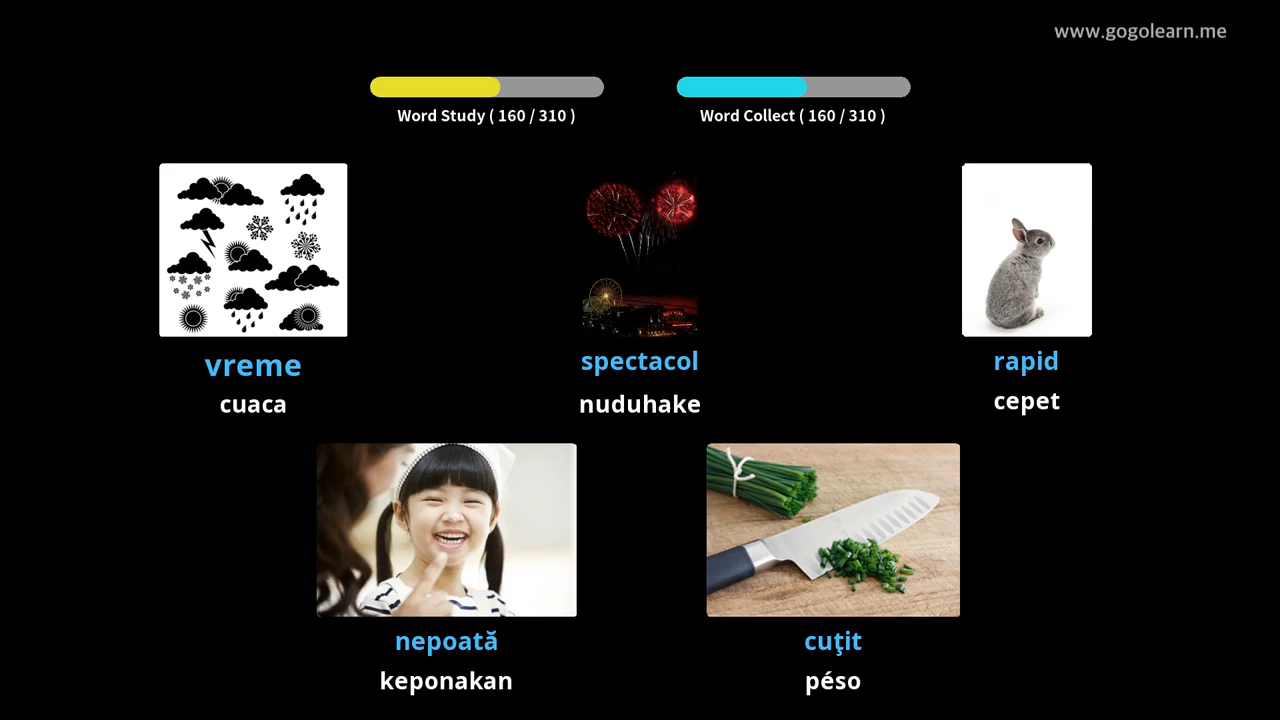 www.gogolearn.me
Word Study ( 160 / 310 )
Word Collect ( 160 / 310 )
vreme
cuaca
spectacol
nuduhake
rapid
cepet
nepoată
keponakan
cuţit
péso